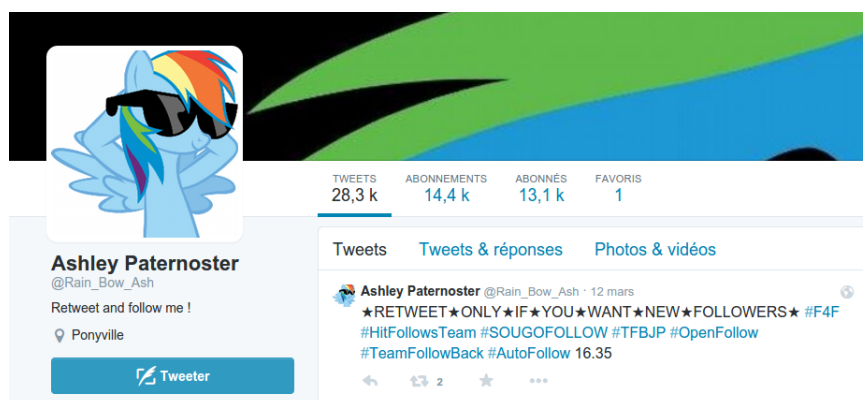 TWEETS ABONNEMENTS ABONNÉS FAVORIS
28,3 k 14,4 k 13,1 k 1
Ashley Paternoster
@Rain_Bow_Ash
Retweet and follow me !
Ponyville
Tweeter
Tweets Tweets & réponses Photos & vidéos
Ashley Paternoster @Rain_Bow_Ash · 12 mars
★RETWEET★ONLY★IF★YOU★WANT★NEW★FOLLOWERS★ #F4F
#HitFollowsTeam #SOUGOFOLLOW #TFBJP #OpenFollow
#TeamFollowBack #AutoFollow 16.35
2